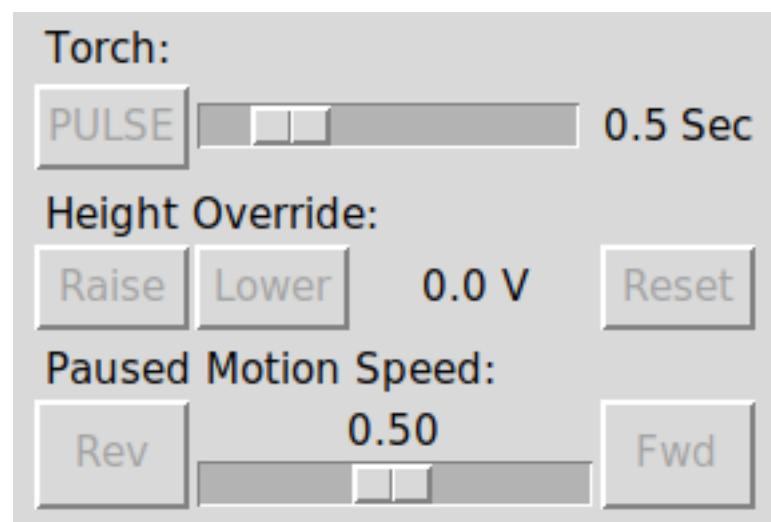 Torch:
PULSE 0.5 Sec
Height Override:
Raise Lower 0.0 V Reset
Paused Motion Speed:
Rev 0.50 Fwd